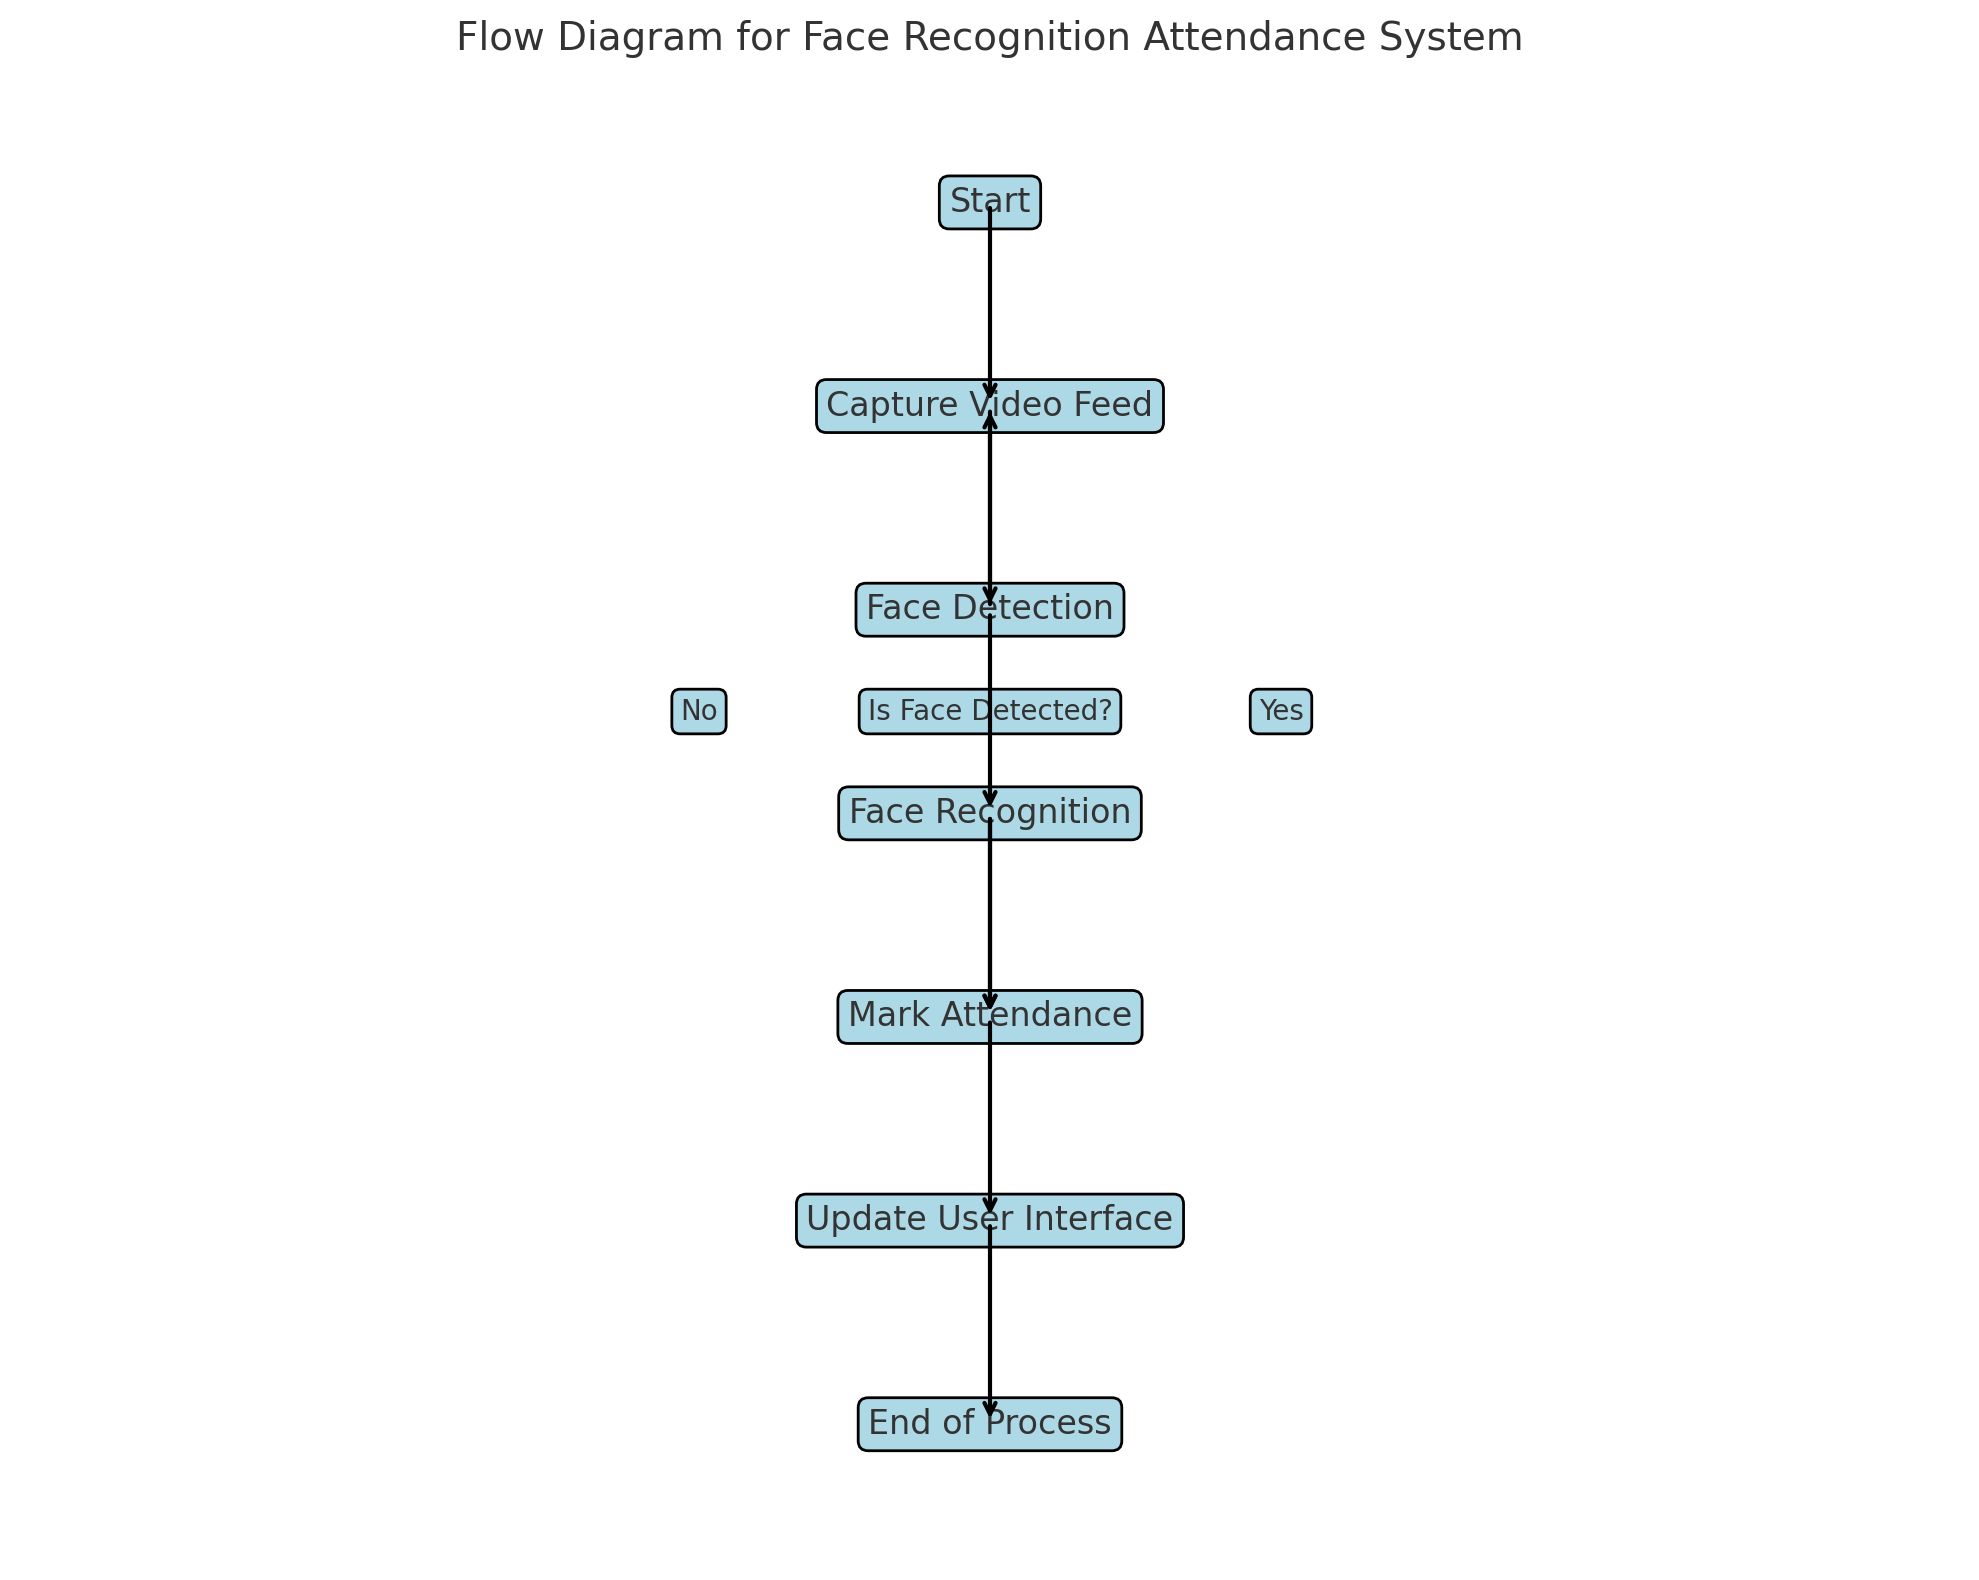 Flow Diagram for Face Recognition Attendance System
Start
Capture Video Feed
Face Detection
No
Is Face Detected?
Yes
Face Recognition
Mark Attendance
Update User Interface
End of Process